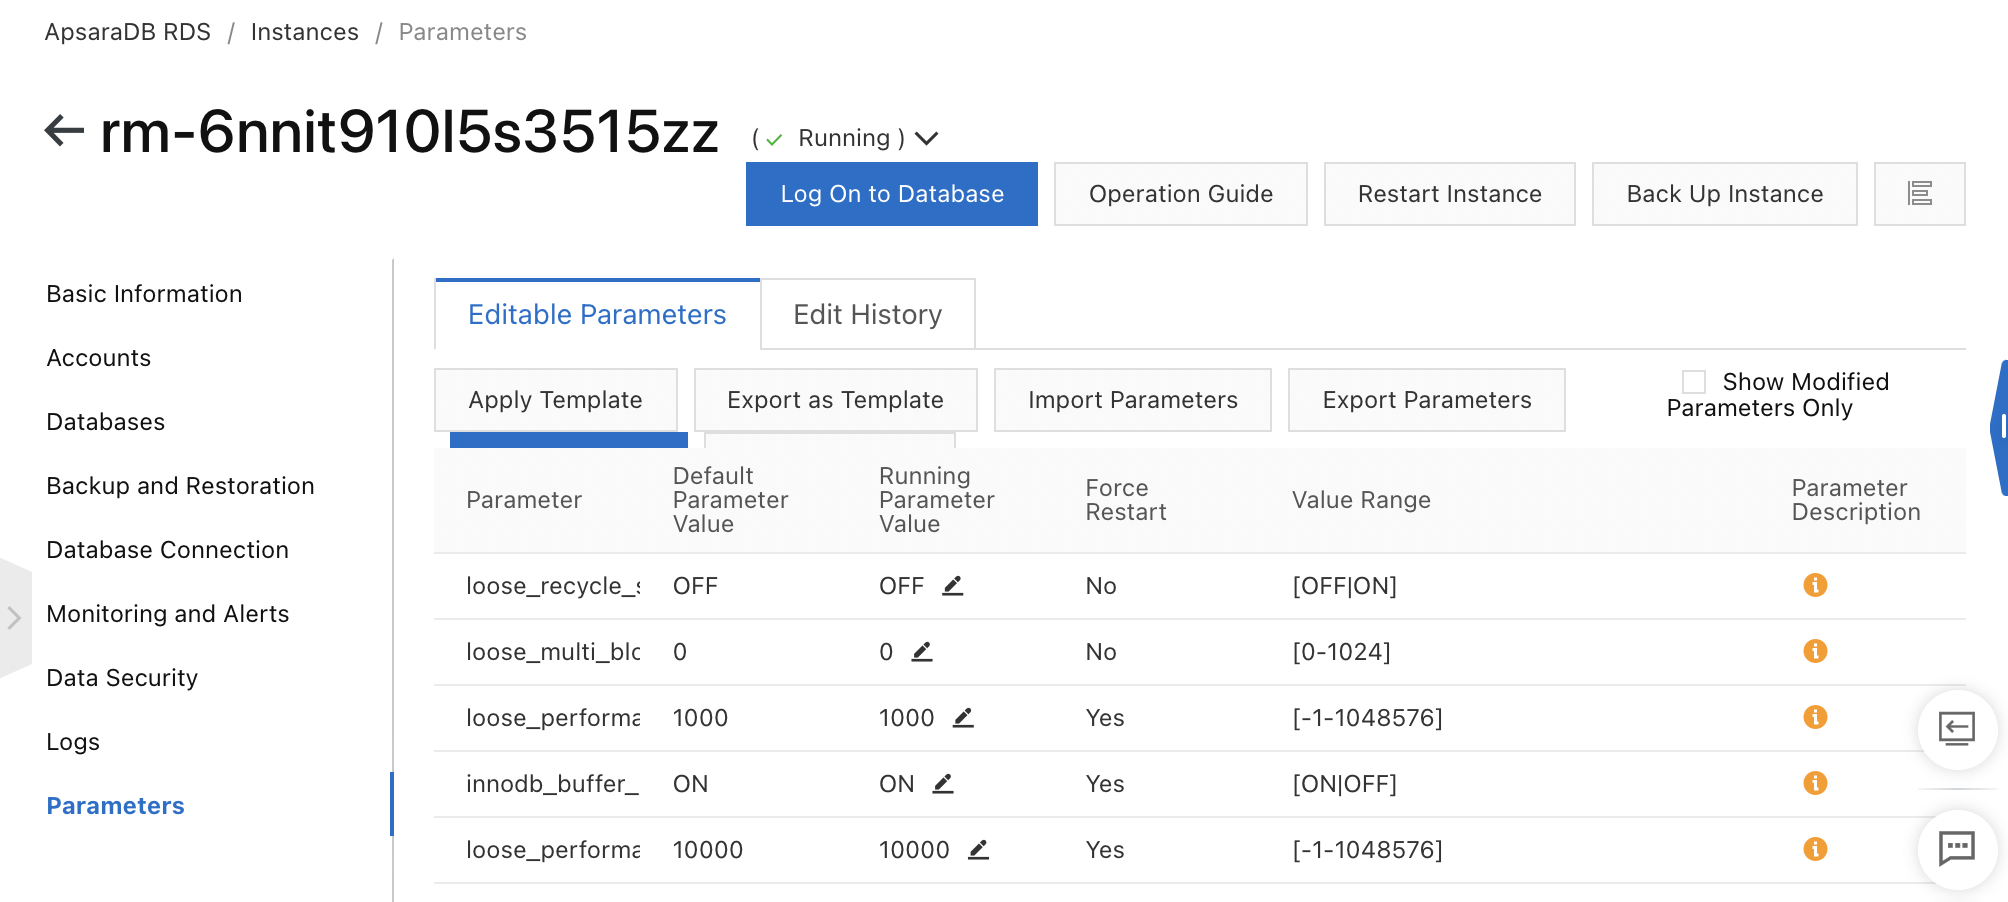 ApsaraDB RDS / Instances / Parameters
rm-6nnit910l5s3515zz ( Running )
Log On to Database Operation Guide Restart Instance Back Up Instance
Basic Information
Accounts
Databases
Backup and Restoration
Database Connection
Monitoring and Alerts
Data Security
Logs
Parameters
Editable Parameters Edit History
Apply Template Export as Template Import Parameters Export Parameters
Show Modified
Parameters Only
Parameter
Default
Parameter
Value
Running
Parameter
Value
Force
Restart
Value Range
Parameter
Description
loose_recycle_ OFF OFF No [OFF|ON]
loose_multi_bl 0 0 No [0-1024]
loose_performa 1000 1000 Yes [-1-1048576]
innodb_buffer_ ON ON Yes [ON|OFF]
loose_performa 10000 10000 Yes [-1-1048576]